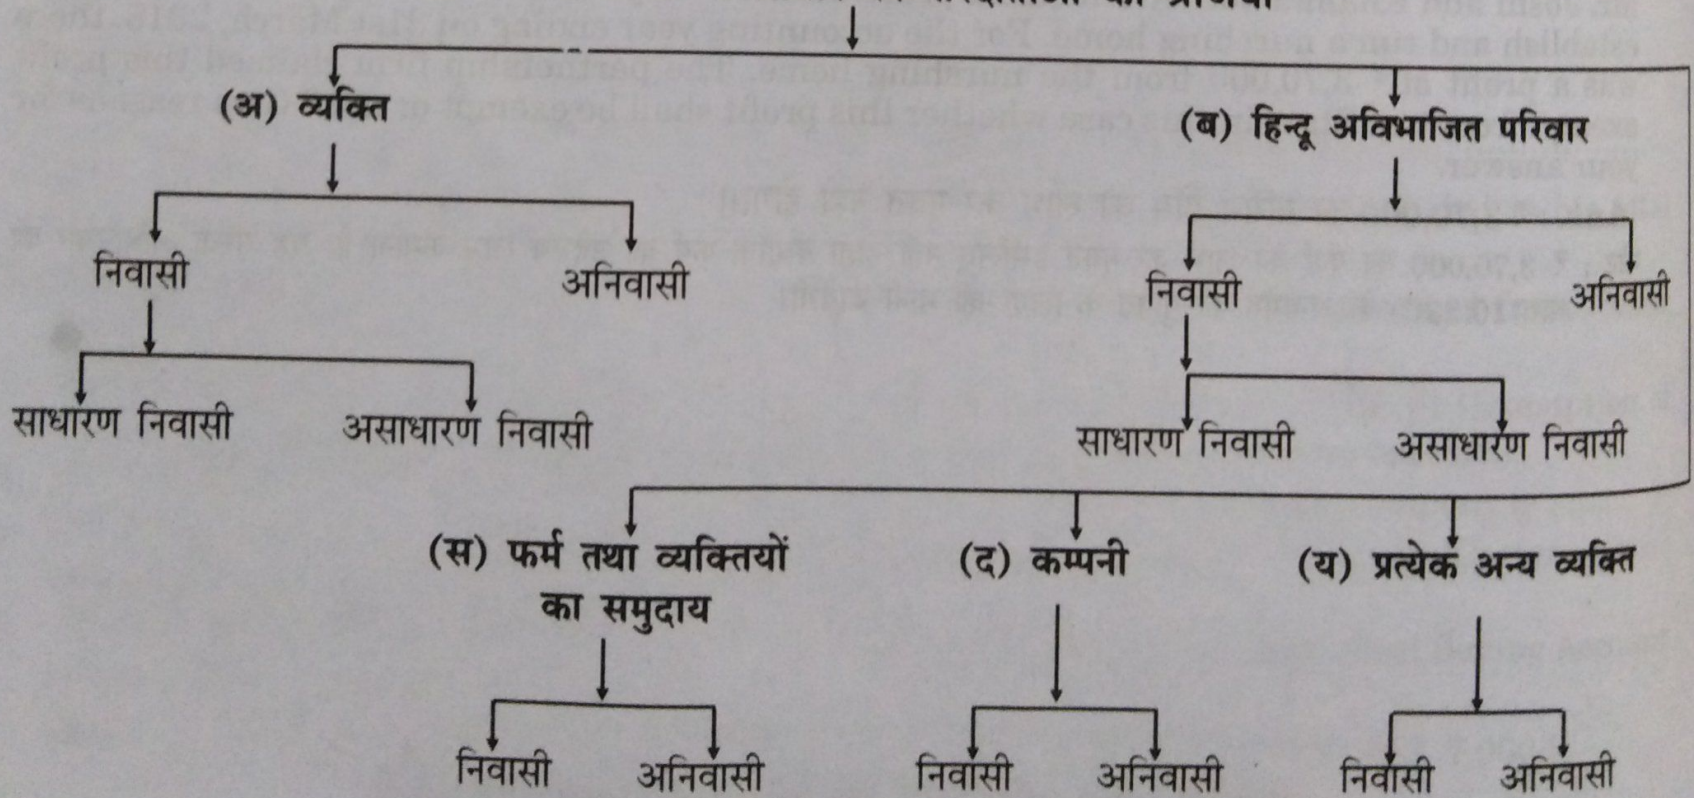 (अ) व्यक्ति
(ब) हिन्दू अविभाजित परिवार
निवासी अनिवासी
निवासी अनिवासी
साधारण निवासी असाधारण निवासी
साधारण निवासी असाधारण निवासी
(स) फर्म तथा व्यक्तियों
का समुदाय
(द) कम्पनी
(य) प्रत्येक अन्य व्यक्ति
निवासी अनिवासी
निवासी अनिवासी
निवासी अनिवासी